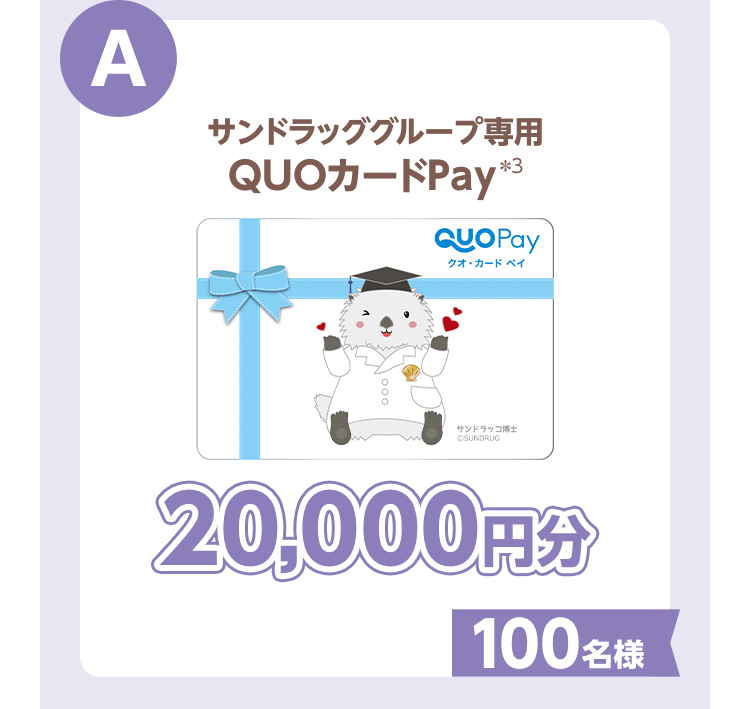 A
サンドラッググループ専用
QUOカードPay*3
QUO Pay
クオ・カード ペイ
サンドラッコ博士
©SUNDRUG
20,000円分
100名様